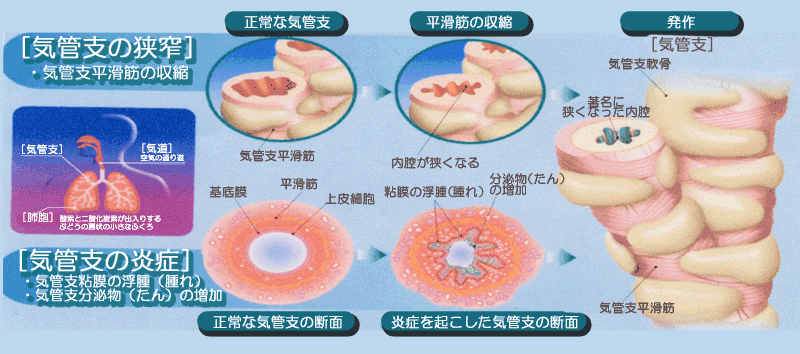 正常な気管支
平滑筋の収縮
発作
[気管支の狭窄]
・気管支平滑筋の収縮
[気管支]
気管支軟骨
著名に
狭くなった内腔
気管支平滑筋
内腔が狭くなる
[気管支]
[気道]
空気の通り道
[肺胞]
酸素と二酸化炭素が出入りする
ぶどうの房状の小さなふくろ
基底膜
平滑筋
上皮細胞
粘膜の浮腫(腫れ)
分泌物(たん)
の増加
[気管支の炎症]
・気管支粘膜の浮腫(腫れ)
・気管支分泌物(たん)の増加
気管支平滑筋
正常な気管支の断面
炎症を起こした気管支の断面